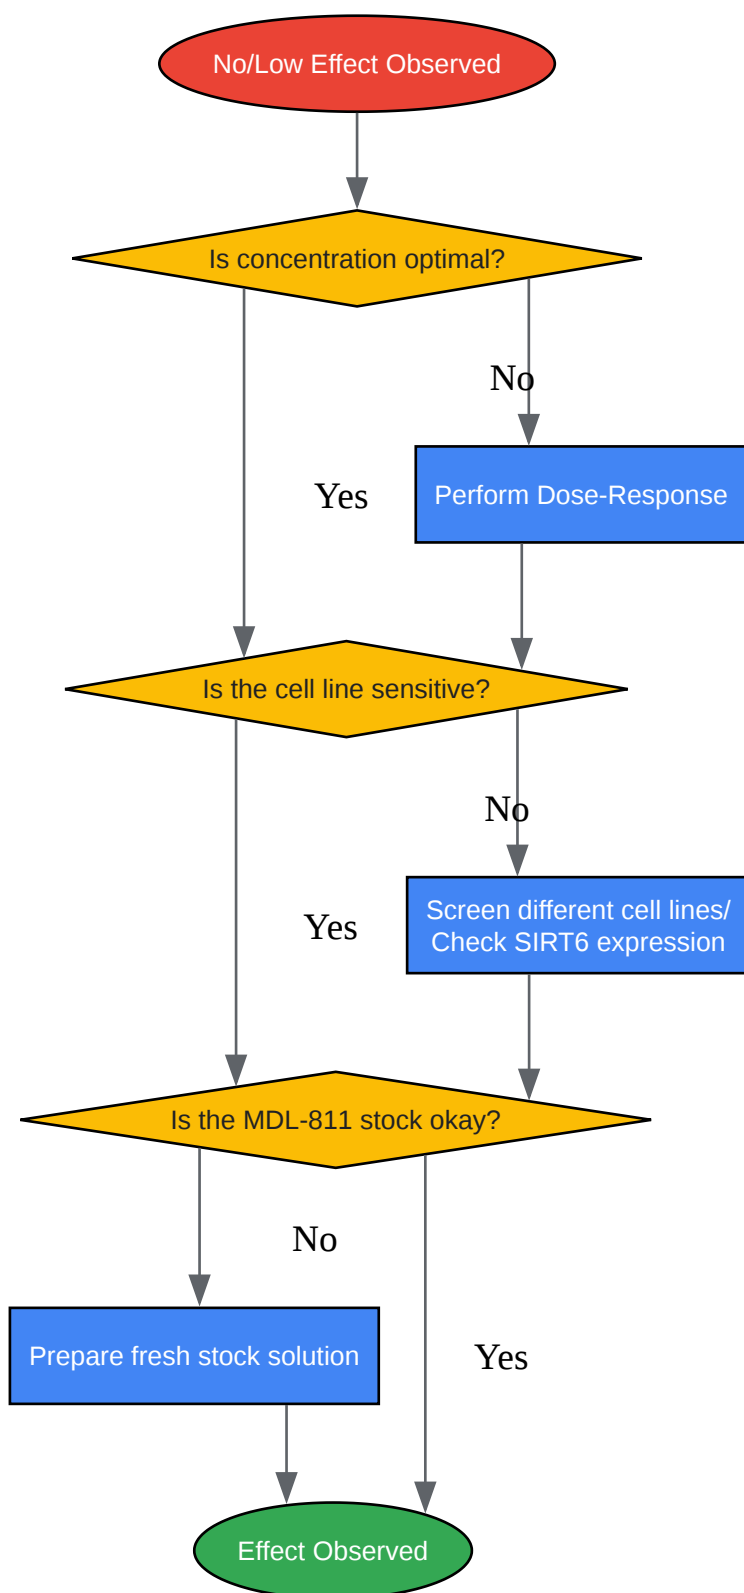 No/Low Effect Observed
Is concentration optimal?
No
Yes
Perform Dose-Response
Is the cell line sensitive?
No
Yes
Screen different cell lines/
Check SIRT6 expression
Is the MDL-811 stock okay?
No
Prepare fresh stock solution
Yes
Effect Observed